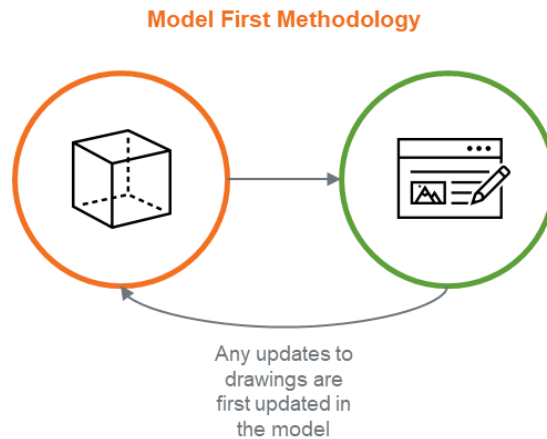 Model First Methodology
Any updates to
drawings are
first updated in
the model